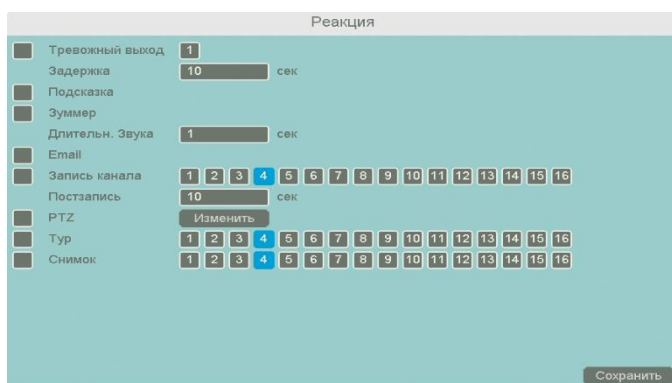 Реакция
Тревожный выход 1
Задержка 10 сек
Подсказка
Зуммер
Длительн. Звука 1 сек
Email
Запись канала 1 2 3 4 5 6 7 8 9 10 11 12 13 14 15 16
Постзапись 10 сек
PTZ Изменить
Тур 1 2 3 4 5 6 7 8 9 10 11 12 13 14 15 16
Снимок 1 2 3 4 5 6 7 8 9 10 11 12 13 14 15 16
Сохранить